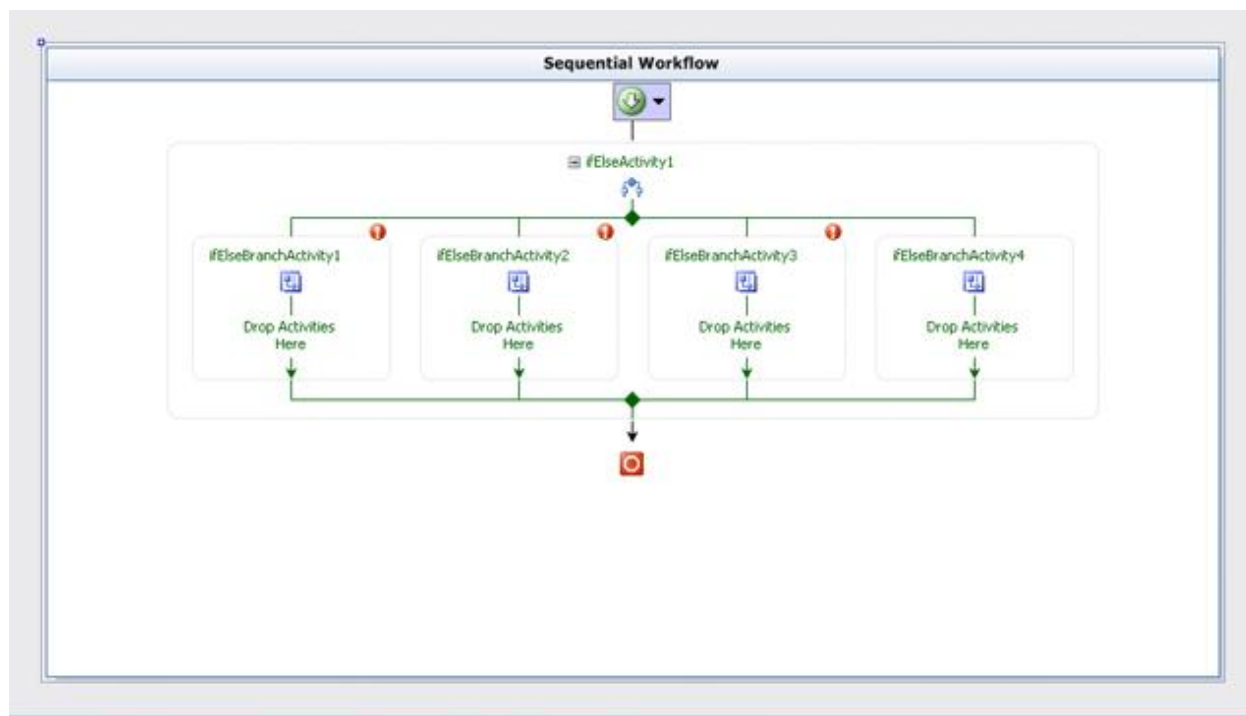 Sequential Workflow
ifElseActivity1
ifElseBranchActivity1
ifElseBranchActivity2
ifElseBranchActivity3
ifElseBranchActivity4
Drop Activities
Here
Drop Activities
Here
Drop Activities
Here
Drop Activities
Here